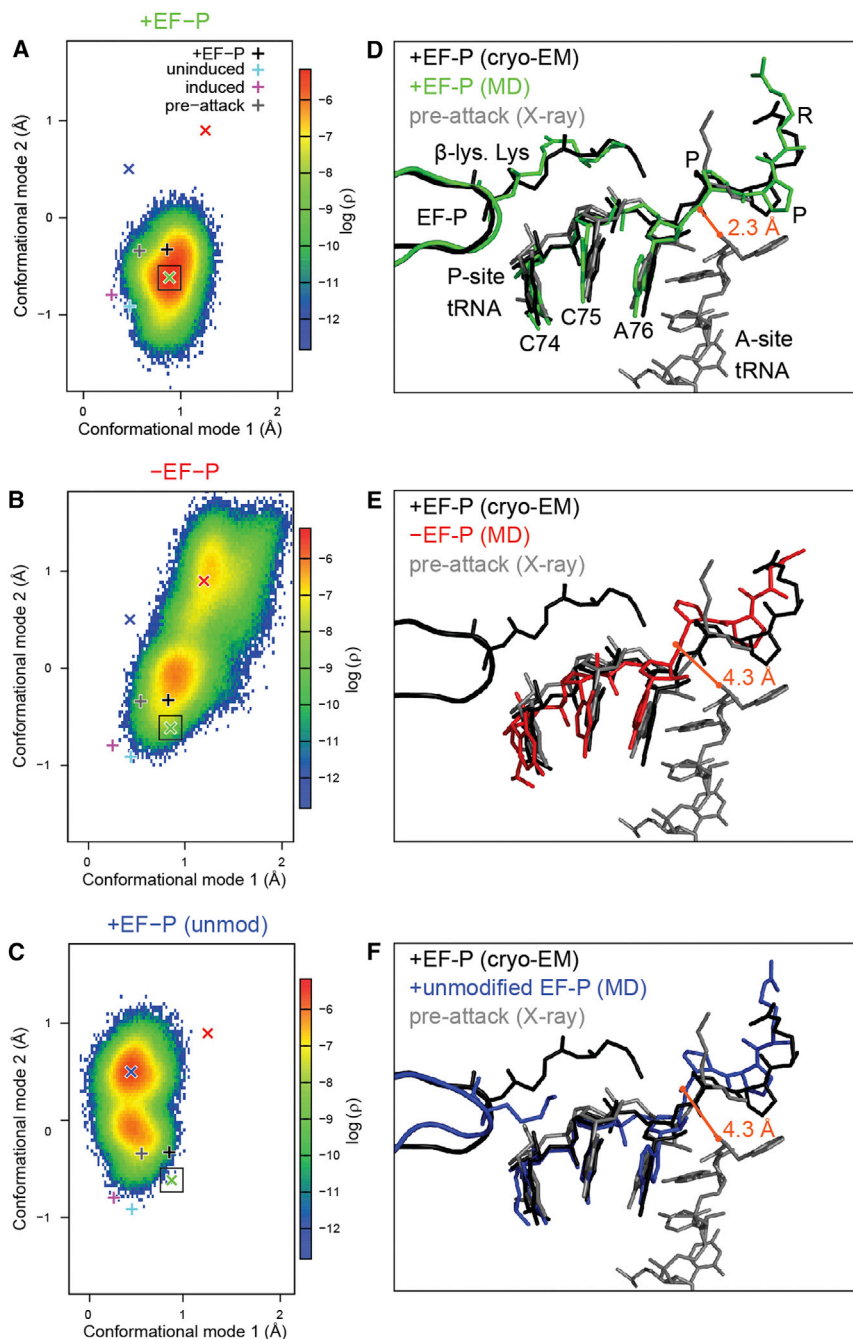 +EF−P
A
Conformational mode 2 (Å)
0
−1
+EF−P +
uninduced +
induced +
pre−attack +
−6
−7
−8
−9
−10
−11
−12
log (ρ)
0 1 2
Conformational mode 1 (Å)
D
+EF-P (cryo-EM)
+EF-P (MD)
pre-attack (X-ray)
R
β-lys. Lys
P
EF-P
P
2.3 Å
P-site
tRNA
C74
C75
A76
A-site
tRNA
−EF−P
B
Conformational mode 2 (Å)
1
0
−1
−6
−7
−8
−9
−10
−11
−12
log (ρ)
0 1 2
Conformational mode 1 (Å)
E
+EF-P (cryo-EM)
−EF-P (MD)
pre-attack (X-ray)
4.3 Å
+EF−P (unmod)
C
Conformational mode 2 (Å)
1
0
−1
−6
−7
−8
−9
−10
−11
−12
log (ρ)
0 1 2
Conformational mode 1 (Å)
F
+EF-P (cryo-EM)
+unmodified EF-P (MD)
pre-attack (X-ray)
4.3 Å